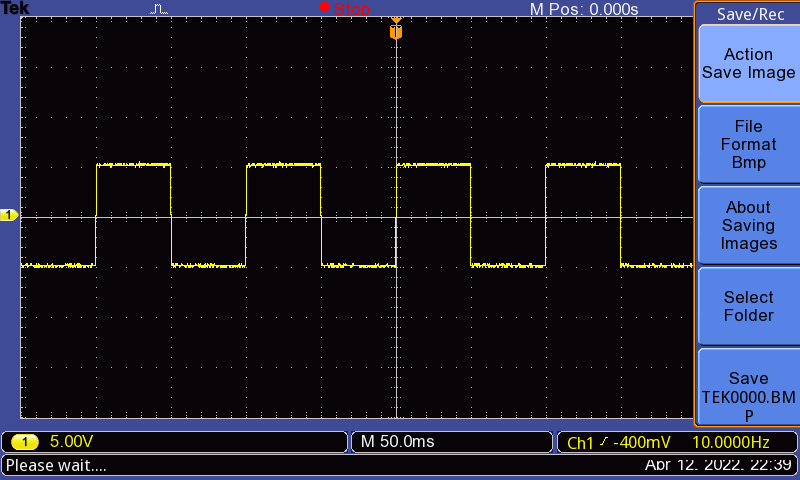 Tek Stop M Pos: 0.000s
T
1
Save/Rec
Action
Save Image
File
Format
Bmp
About
Saving
Images
Select
Folder
Save
TEK0000.BM
P
1 5.00V M 50.0ms Ch1 -400mV 10.0000Hz
Please wait.... Apr 12, 2022, 22:39